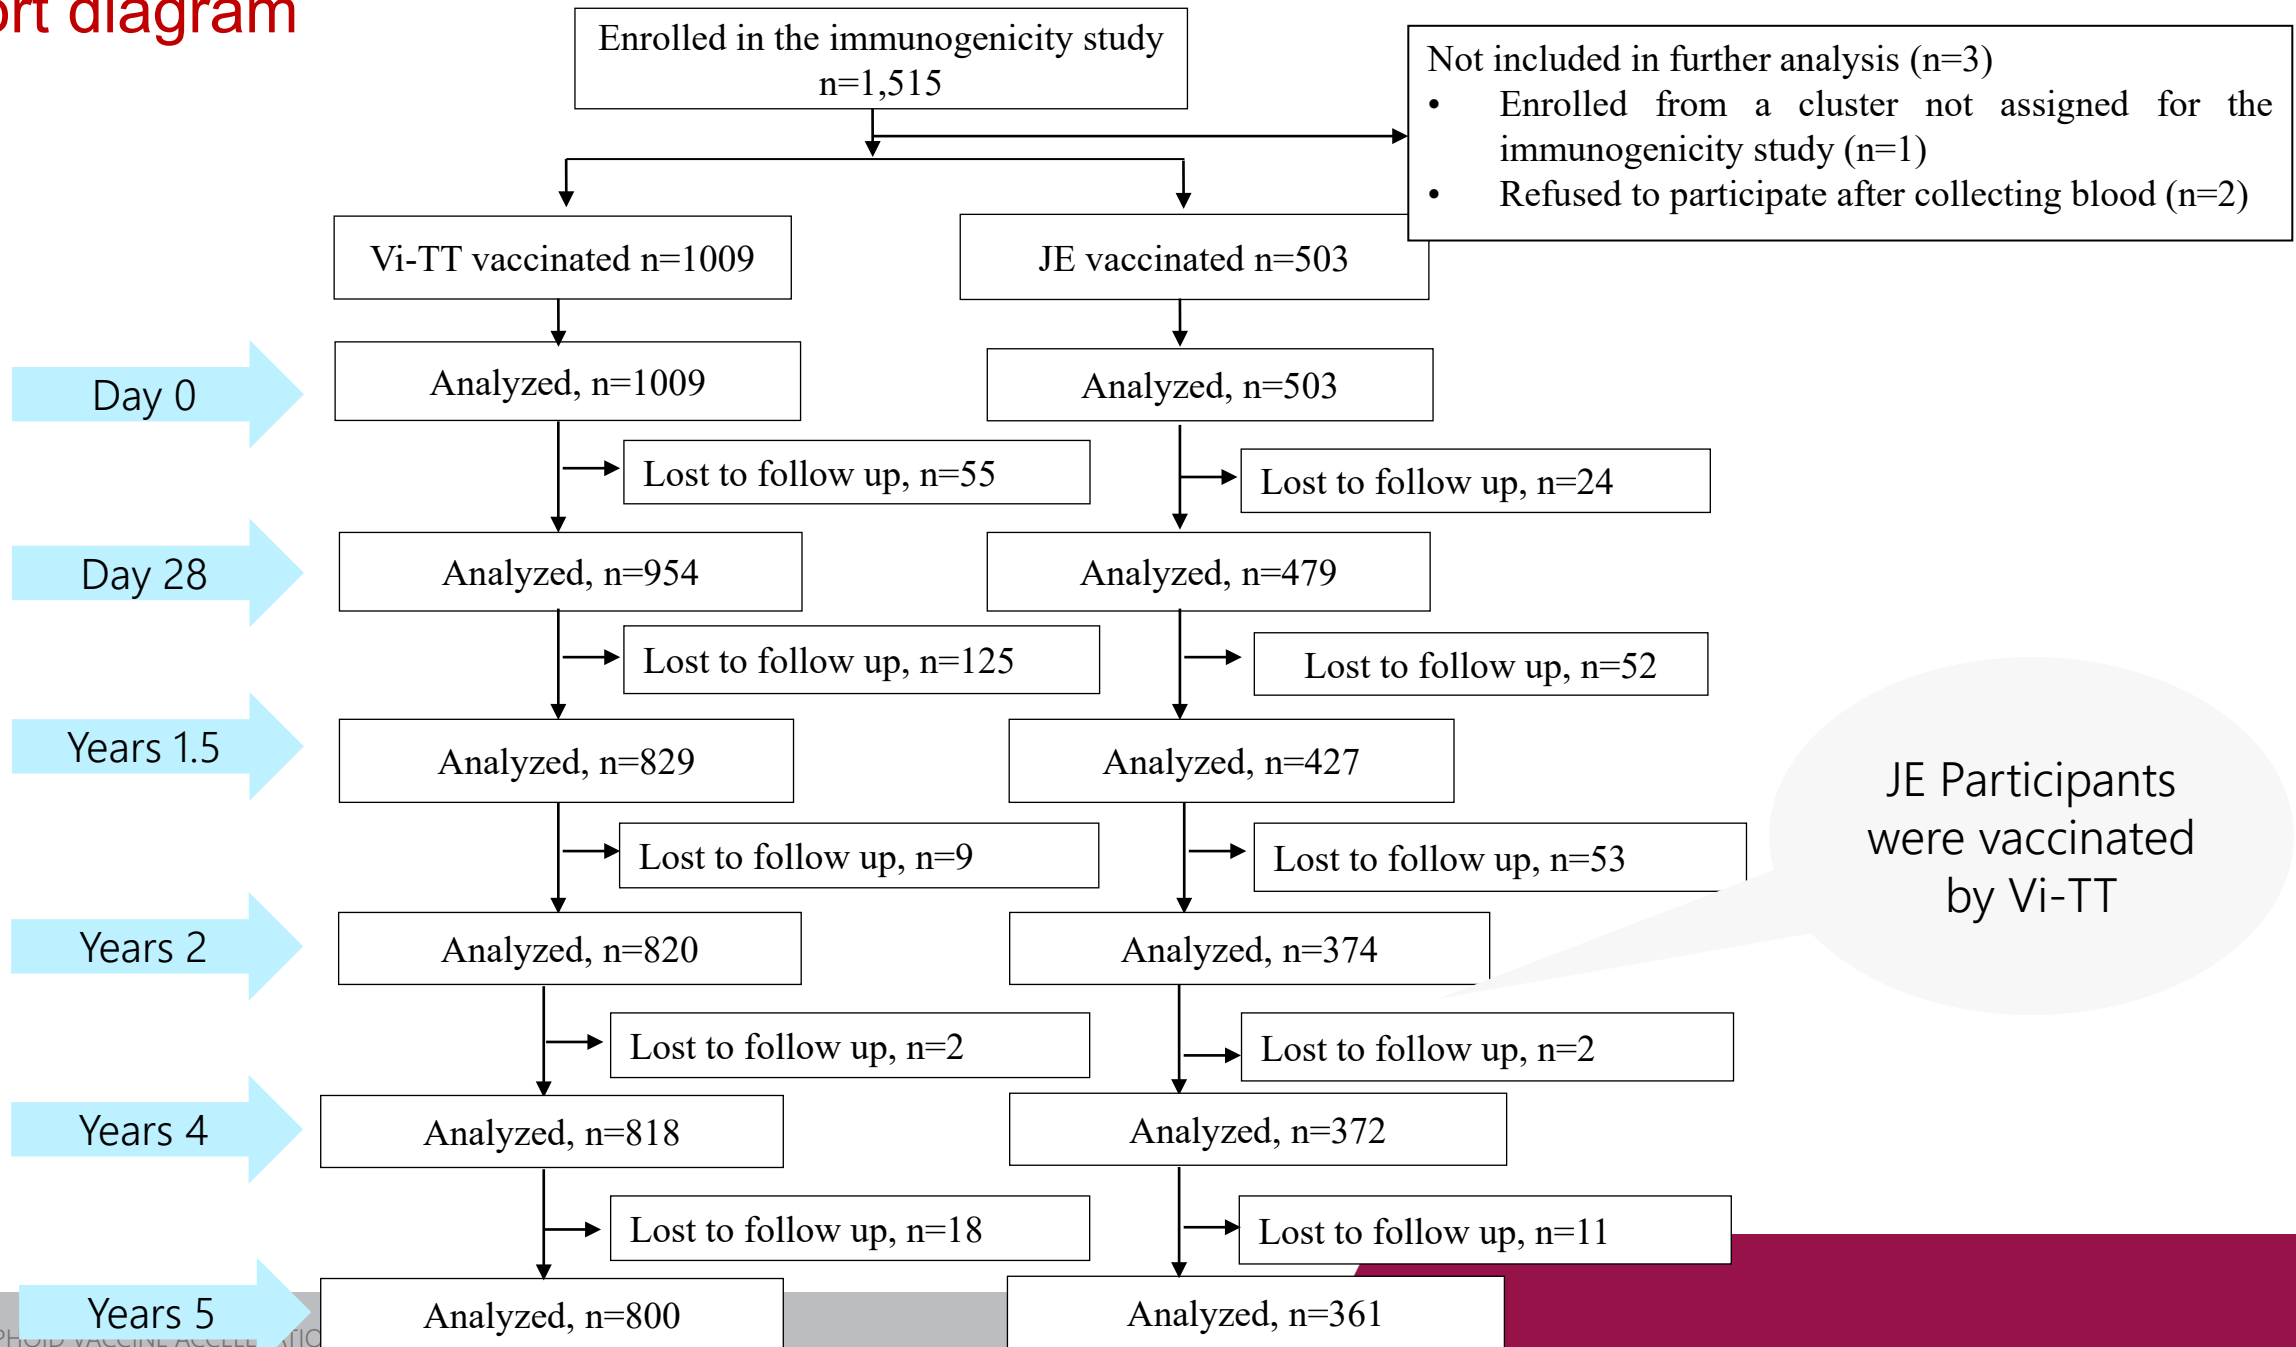 ort diagram
Enrolled in the immunogenicity study
n=1,515
Not included in further analysis (n=3)
• Enrolled from a cluster not assigned for the
immunogenicity study (n=1)
• Refused to participate after collecting blood (n=2)
Vi-TT vaccinated n=1009
JE vaccinated n=503
Day 0
Analyzed, n=1009
Analyzed, n=503
Lost to follow up, n=55
Lost to follow up, n=24
Day 28
Analyzed, n=954
Analyzed, n=479
Lost to follow up, n=125
Lost to follow up, n=52
Years 1.5
Analyzed, n=829
Analyzed, n=427
JE Participants
were vaccinated
by Vi-TT
Lost to follow up, n=9
Lost to follow up, n=53
Years 2
Analyzed, n=820
Analyzed, n=374
Lost to follow up, n=2
Lost to follow up, n=2
Years 4
Analyzed, n=818
Analyzed, n=372
Lost to follow up, n=18
Lost to follow up, n=11
Years 5
Analyzed, n=800
Analyzed, n=361
VACCINE